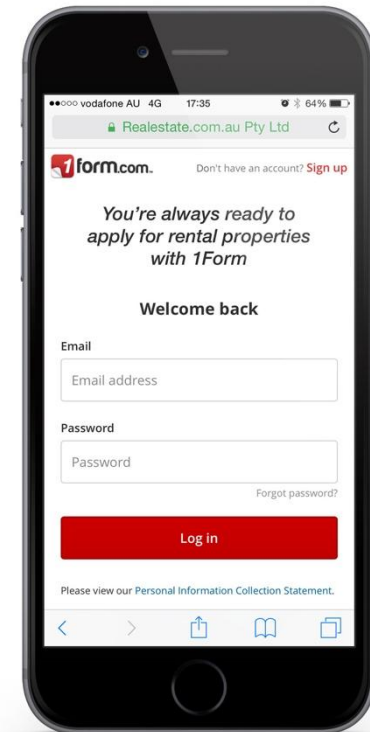 ●●○○○ vodafone AU 4G 17:35 64%
Realestate.com.au Pty Ltd
1form.com™ Don't have an account? Sign up
You're always ready to
apply for rental properties
with 1Form
Welcome back
Email
Email address
Password
Password
Forgot password?
Log in
Please view our Personal Information Collection Statement.